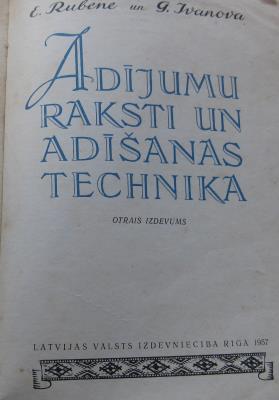 E. Rubene un G. Ivanova
ADĪJUMU
RAKSTI UN
ADĪŠANAS
TECHNIKA
OTRAIS IZDEVUMS
LATVIJAS VALSTS IZDEVNIECĪBA RĪGĀ 1957